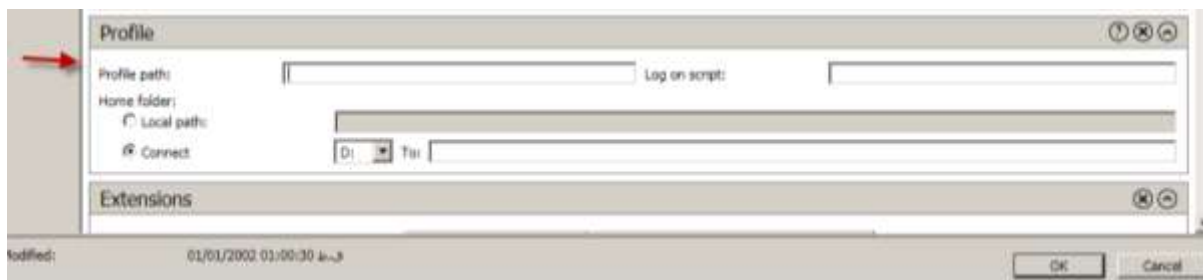 Profile
Profile path: Log on script:
Home folder:
Local path:
Connect D: To:
Extensions
Modified: 01/01/2002 01:00:30
OK Cancel